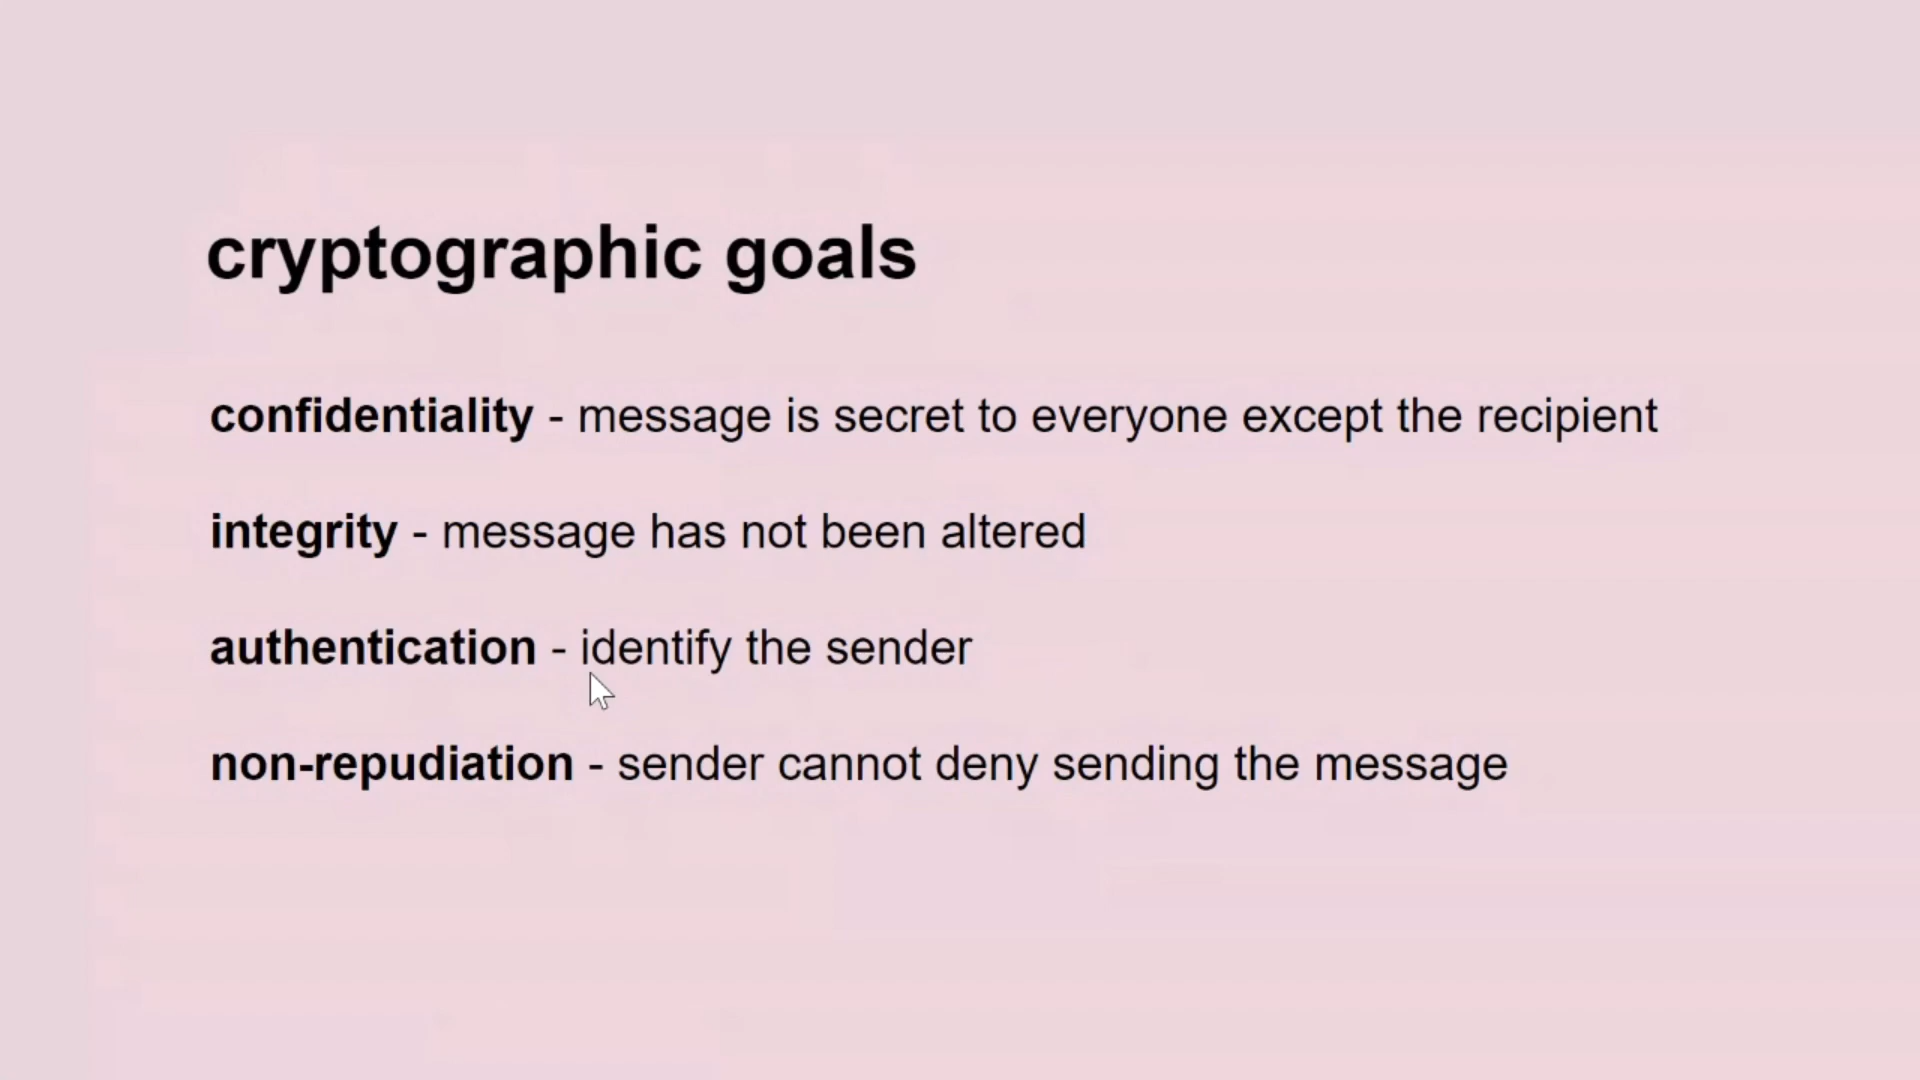 cryptographic goals
confidentiality - message is secret to everyone except the recipient
integrity - message has not been altered
authentication - identify the sender
non-repudiation - sender cannot deny sending the message